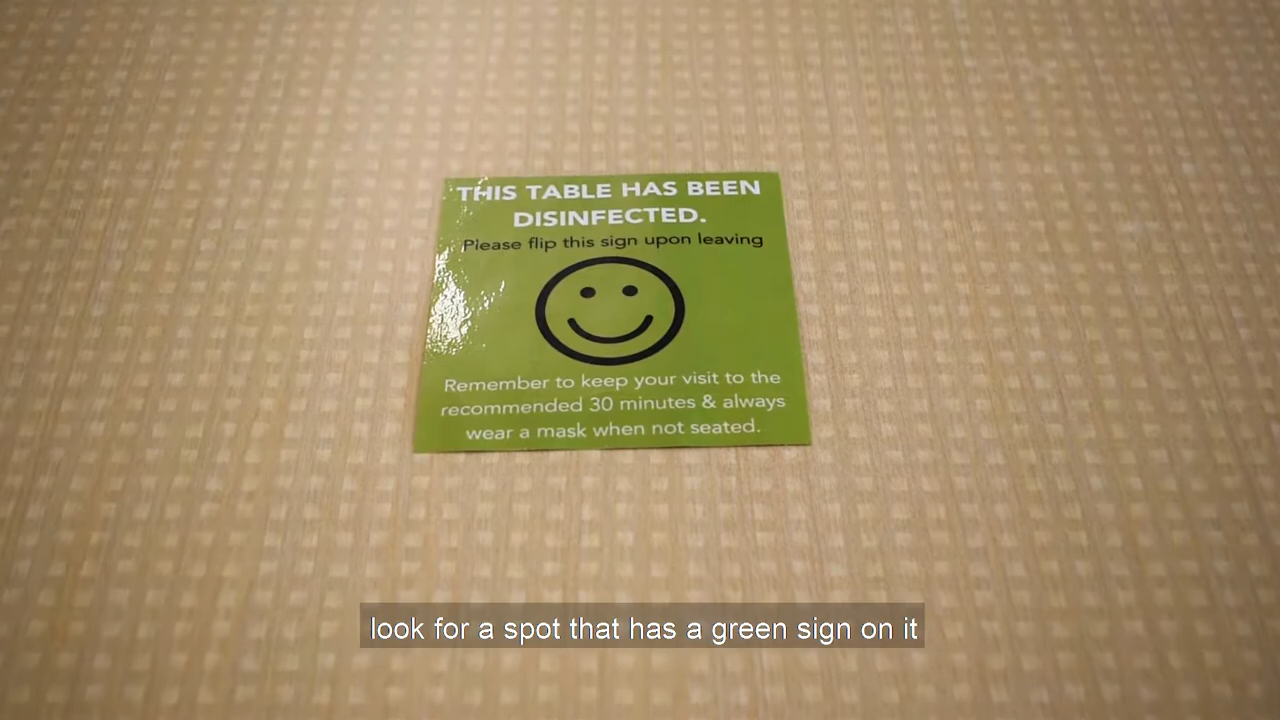 THIS TABLE HAS BEEN
DISINFECTED.
Please flip this sign upon leaving
Remember to keep your visit to the
recommended 30 minutes & always
wear a mask when not seated.
look for a spot that has a green sign on it